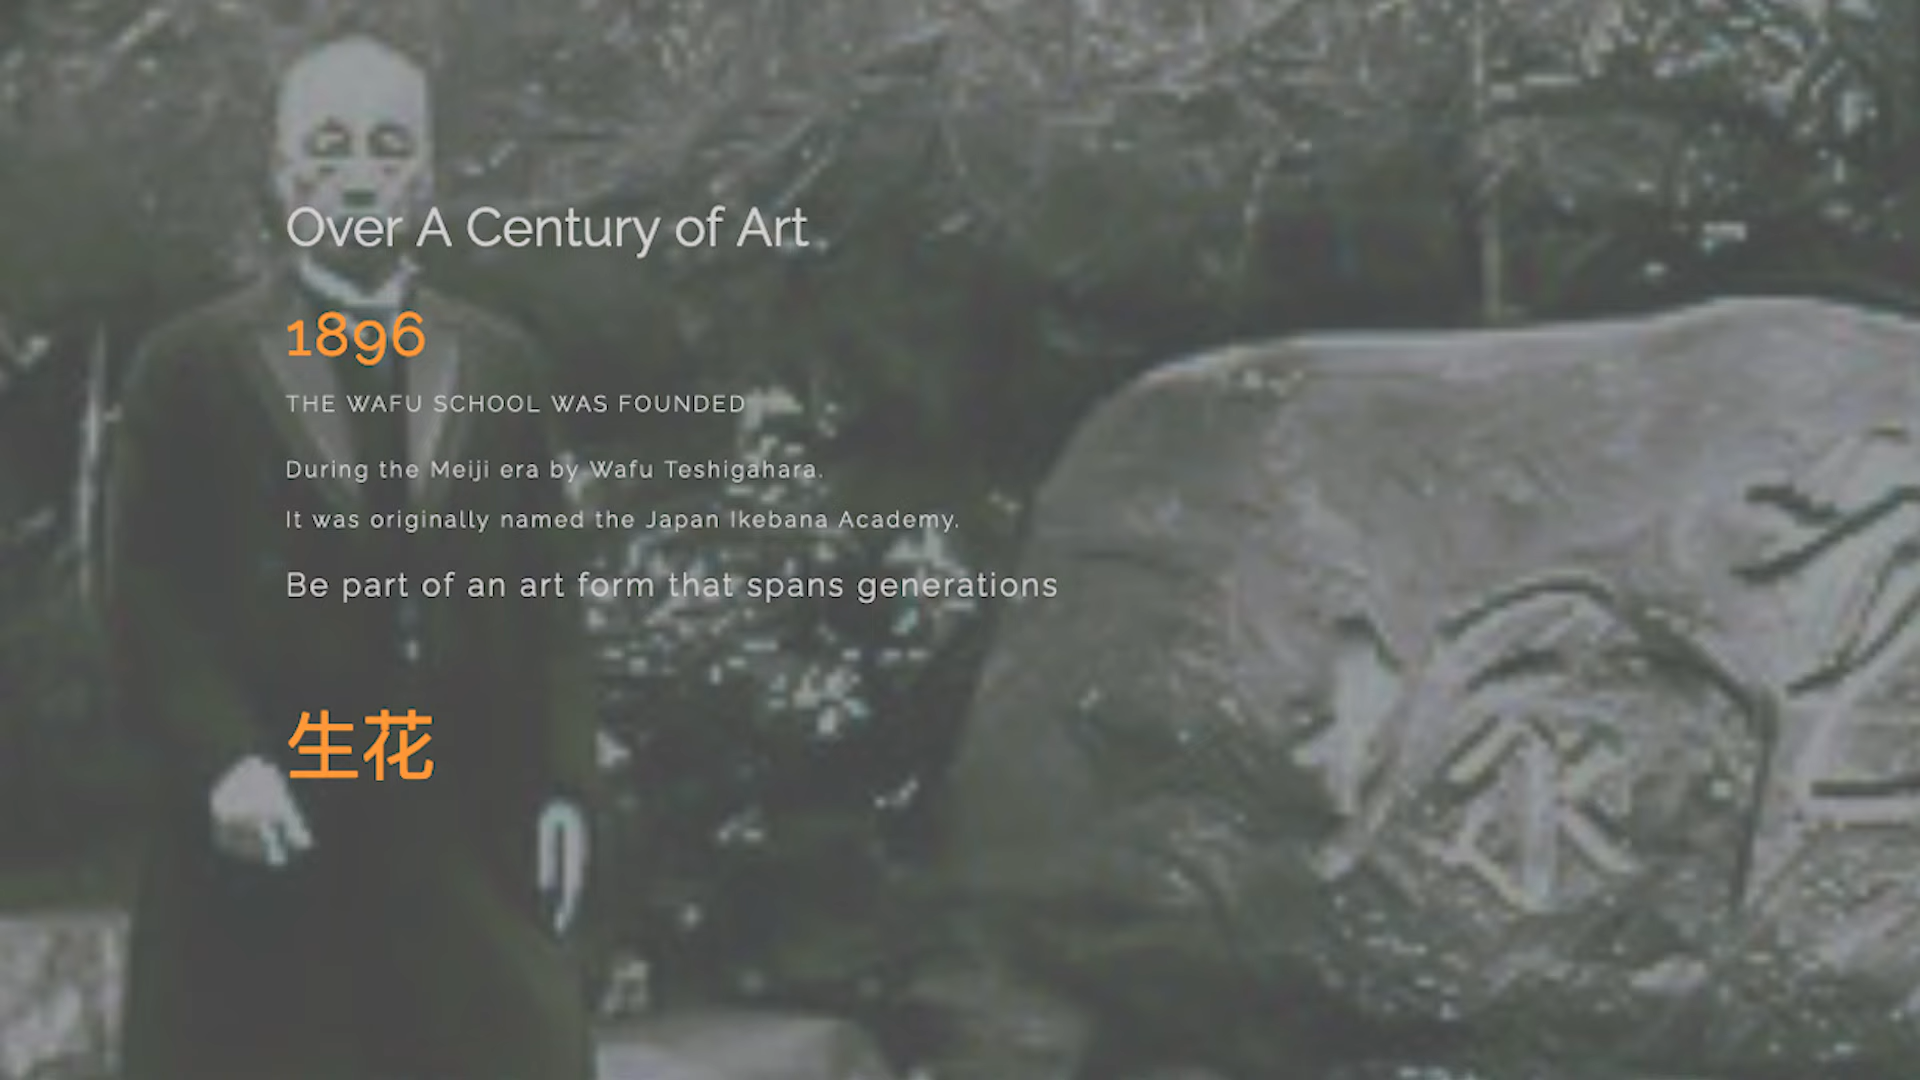 Over A Century of Art
1896
THE WAFU SCHOOL WAS FOUNDED
During the Meiji era by Wafu Teshigahara.
It was originally named the Japan Ikebana Academy.
Be part of an art form that spans generations
生花